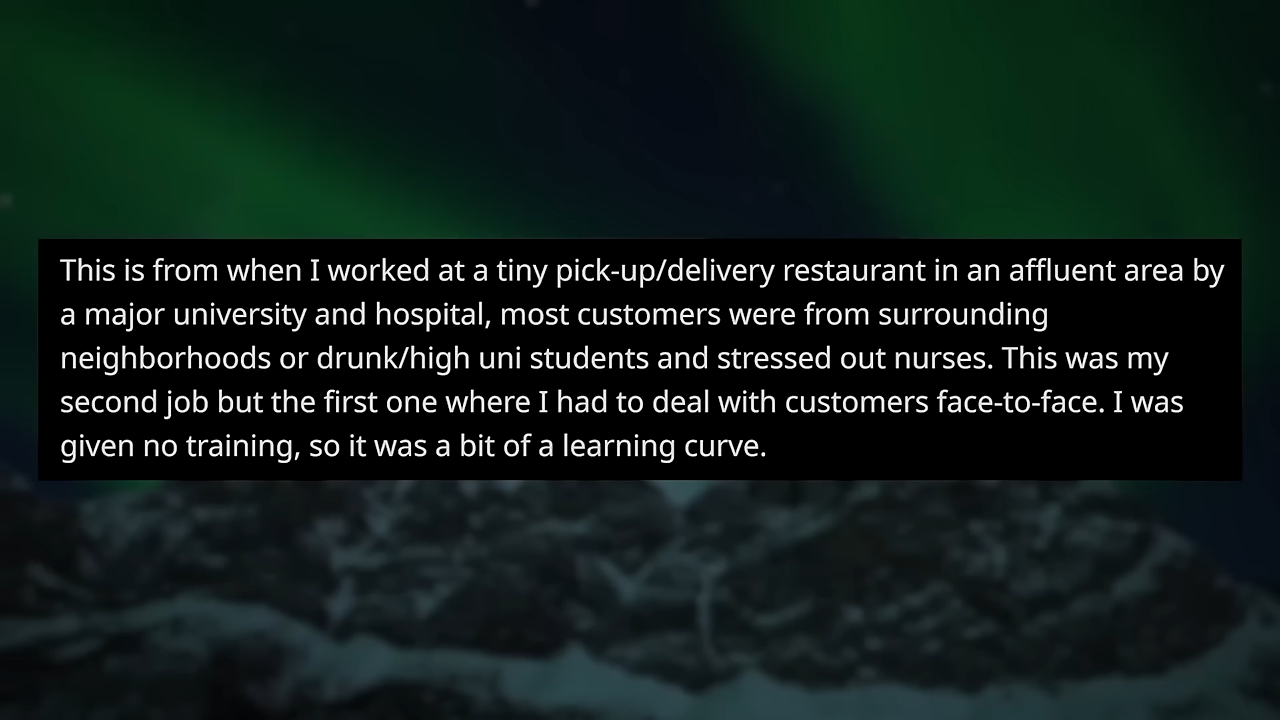 This is from when I worked at a tiny pick-up/delivery restaurant in an affluent area by
a major university and hospital, most customers were from surrounding
neighborhoods or drunk/high uni students and stressed out nurses. This was my
second job but the first one where I had to deal with customers face-to-face. I was
given no training, so it was a bit of a learning curve.